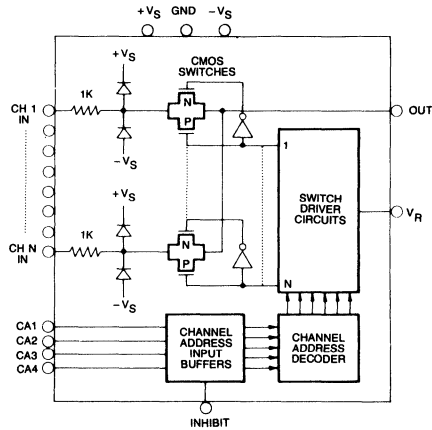 +VS GND −VS
+VS
CMOS
SWITCHES
CH 1
IN
1K
N
P
OUT
−VS
1
SWITCH
DRIVER
CIRCUITS
VR
+VS
1K
CH N
IN
N
P
N
−VS
CA1
CA2
CA3
CA4
CHANNEL
ADDRESS
INPUT
BUFFERS
CHANNEL
ADDRESS
DECODER
INHIBIT